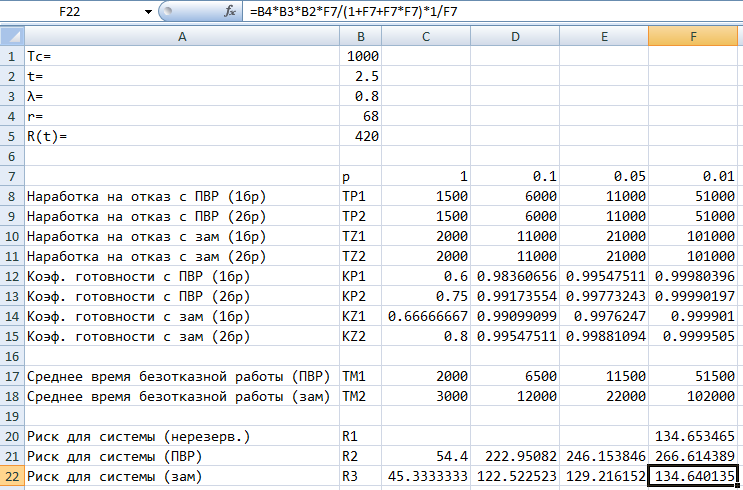 F22 fx =B4*B3*B2*F7/(1+F7+F7*F7)*1/F7
A B C D E F
1 Tc= 1000
2 t= 2.5
3 λ= 0.8
4 r= 68
5 R(t)= 420
6
7 p 1 0.1 0.05 0.01
8 Наработка на отказ с ПВР (1бр) TP1 1500 6000 11000 51000
9 Наработка на отказ с ПВР (2бр) TP2 1500 6000 11000 51000
10 Наработка на отказ с зам (1бр) TZ1 2000 11000 21000 101000
11 Наработка на отказ с зам (2бр) TZ2 2000 11000 21000 101000
12 Коэф. готовности с ПВР (1бр) KP1 0.6 0.98360656 0.99547511 0.99980396
13 Коэф. готовности с ПВР (2бр) KP2 0.75 0.99173554 0.99773243 0.99990197
14 Коэф. готовности с зам (1бр) KZ1 0.66666667 0.99099099 0.9976247 0.999901
15 Коэф. готовности с зам (2бр) KZ2 0.8 0.99547511 0.99881094 0.9999505
16
17 Среднее время безотказной работы (ПВР) TM1 2000 6500 11500 51500
18 Среднее время безотказной работы (зам) TM2 3000 12000 22000 102000
19
20 Риск для системы (нерезерв.) R1 134.653465
21 Риск для системы (ПВР) R2 54.4 222.95082 246.153846 266.614389
22 Риск для системы (зам) R3 45.3333333 122.522523 129.216152 134.640135